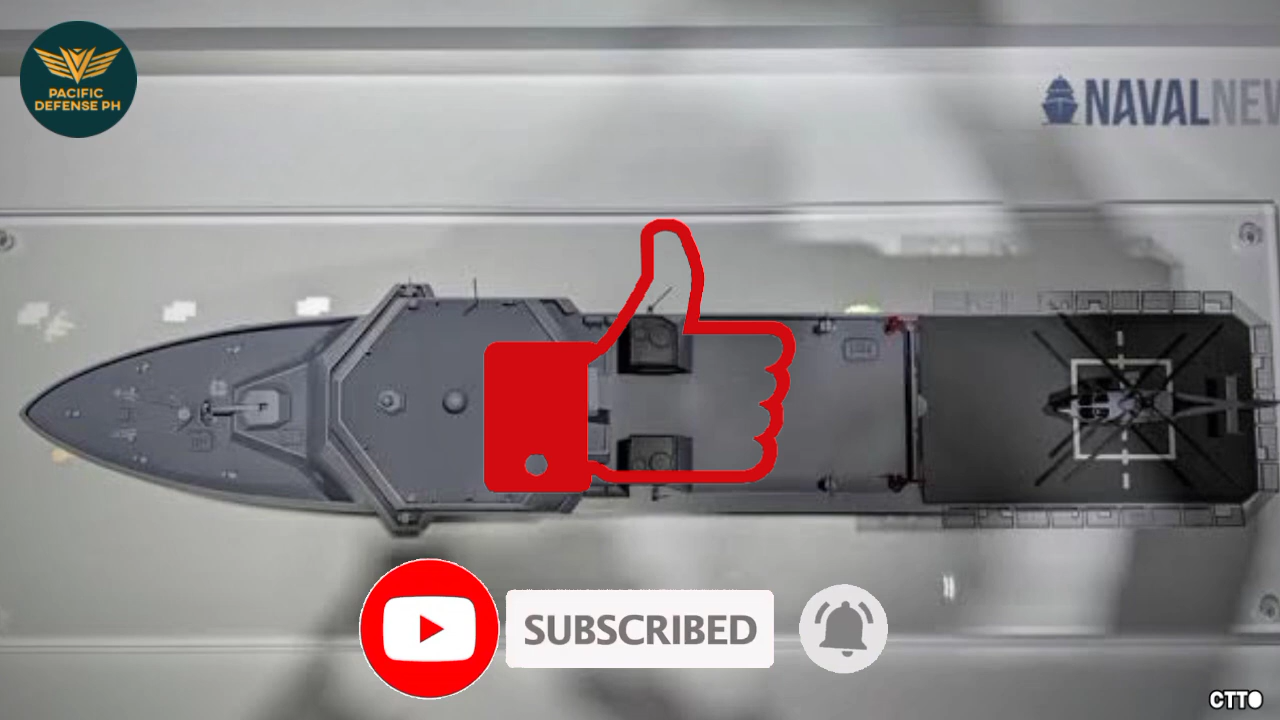 PACIFIC
DEFENSE PH
NAVALNEW
SUBSCRIBED
CTTO